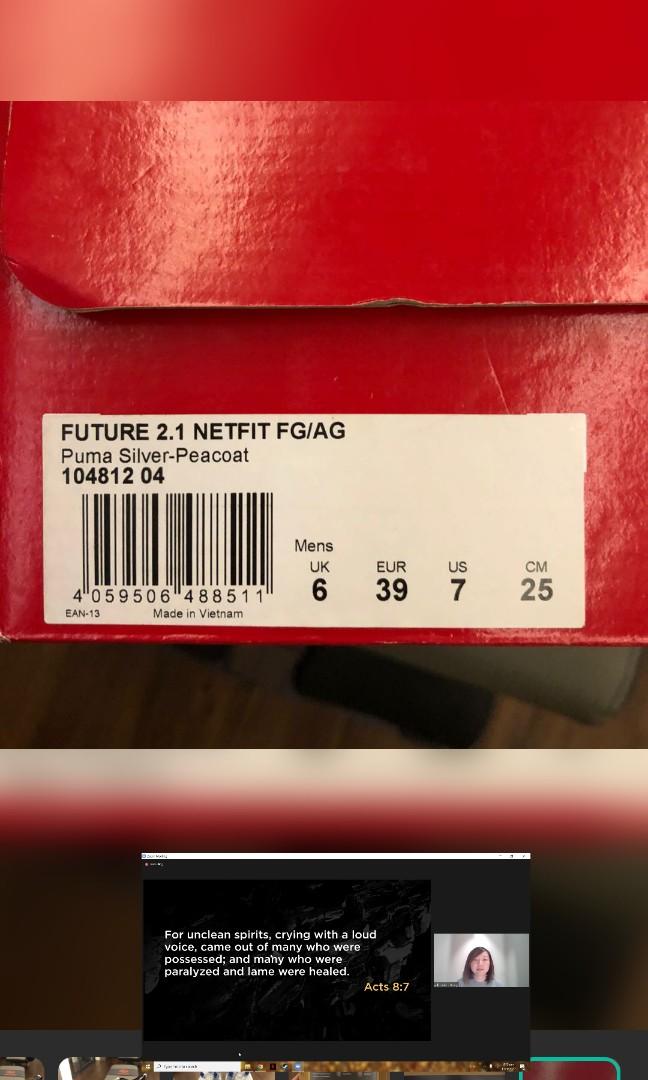 FUTURE 2.1 NETFIT FG/AG
Puma Silver-Peacoat
104812 04
4 059506 488511
EAN-13 Made in Vietnam
Mens
UK EUR US CM
6 39 7 25
For unclean spirits, crying with a loud
voice, came out of many who were
possessed; and many who were
paralyzed and lame were healed.
Acts 8:7